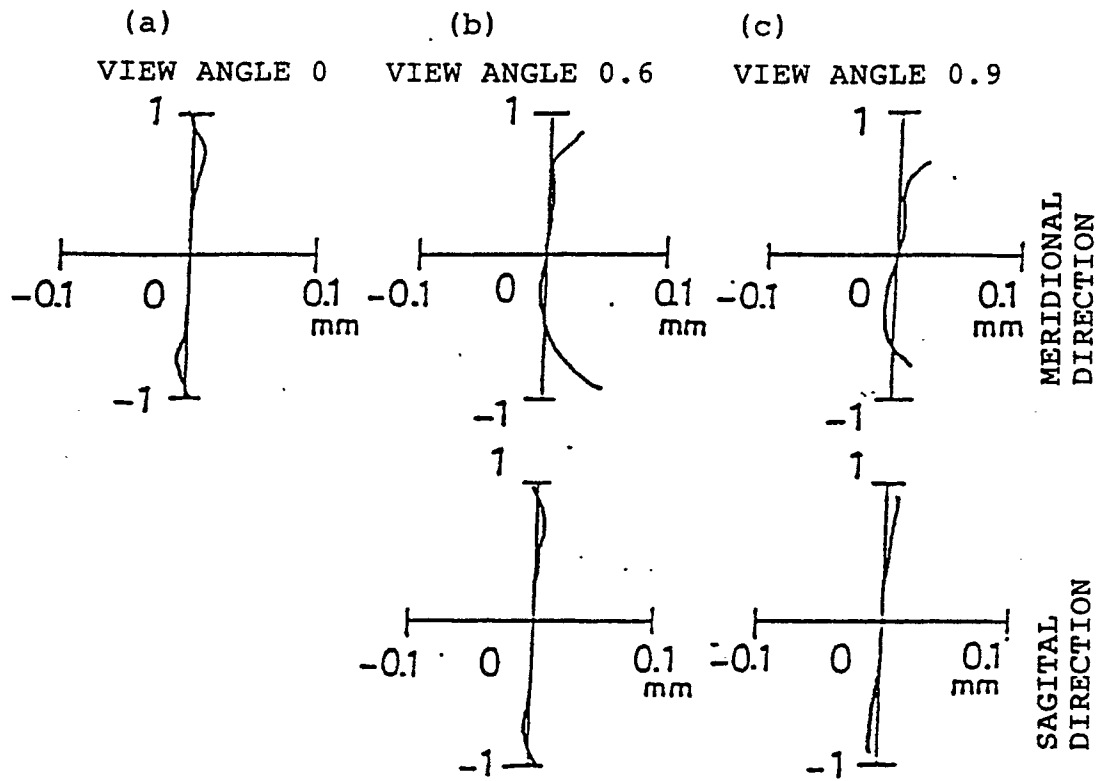 (a) (b) (c)
VIEW ANGLE 0 VIEW ANGLE 0.6 VIEW ANGLE 0.9
1 1 1
-0.1 0 0.1 -0.1 0 0.1 -0.1 0 0.1
mm mm mm
-1 -1 -1
MERIDIONAL
DIRECTION
1 1
-0.1 0 0.1 -0.1 0 0.1
mm mm
-1 -1
SAGITAL
DIRECTION